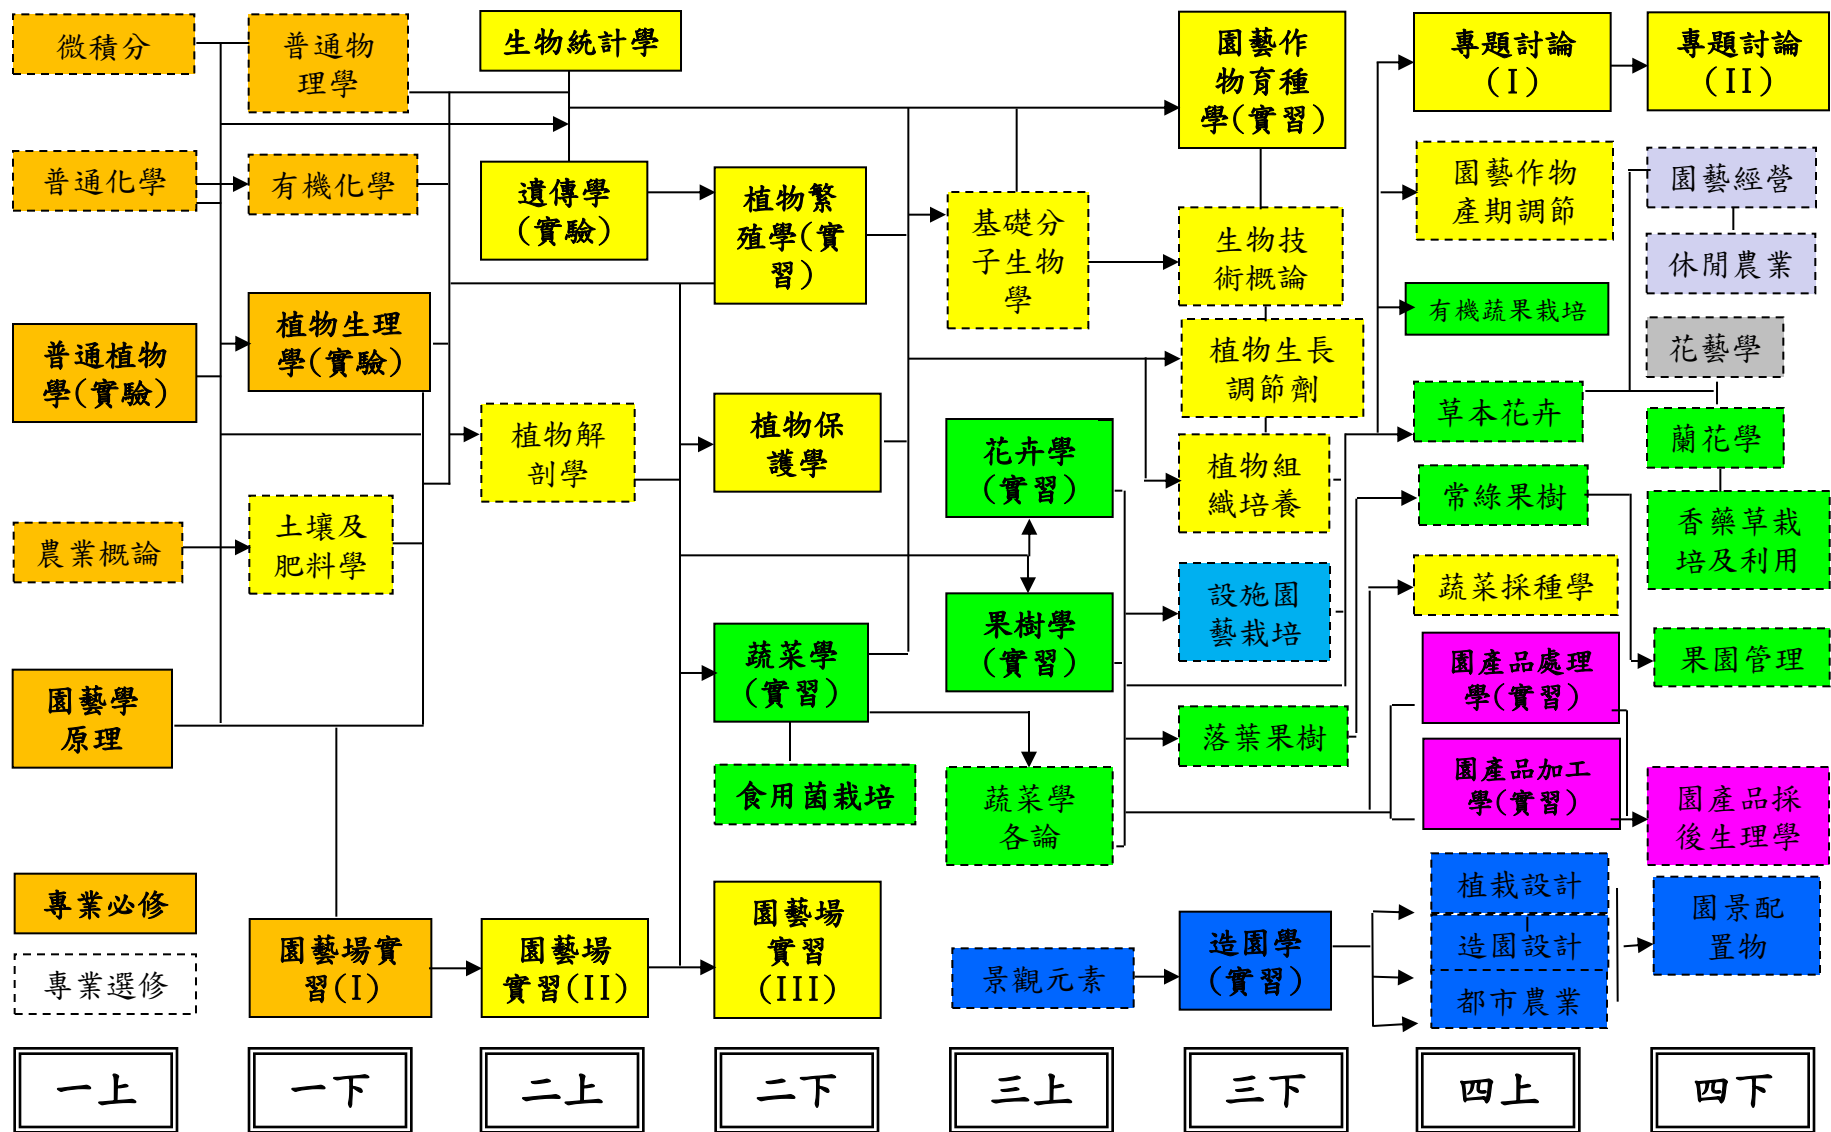 微積分
普通化學
普通植物
學(實驗)
農業概論
園藝學
原理
專業必修
專業選修
一上
普通物
理學
有機化學
植物生理
學(實驗)
土壤及
肥料學
園藝場實
習(I)
一下
生物統計學
遺傳學
(實驗)
植物解
剖學
園藝場
實習(II)
二上
植物繁
殖學(實
習)
植物保
護學
蔬菜學
(實習)
食用菌栽培
園藝場
實習
(III)
二下
基礎分
子生物
學
花卉學
(實習)
果樹學
(實習)
蔬菜學
各論
景觀元素
三上
園藝作
物育種
學(實習)
生物技
術概論
植物生長
調節劑
植物組
織培養
設施園
藝栽培
落葉果樹
造園學
(實習)
三下
專題討論
(I)
園藝作物
產期調節
有機蔬果栽培
草本花卉
常綠果樹
蔬菜採種學
園產品處理
學(實習)
園產品加工
學(實習)
植栽設計
造園設計
都市農業
四上
專題討論
(II)
園藝經營
休閒農業
花藝學
蘭花學
香藥草栽
培及利用
果園管理
園產品採
後生理學
園景配
置物
四下